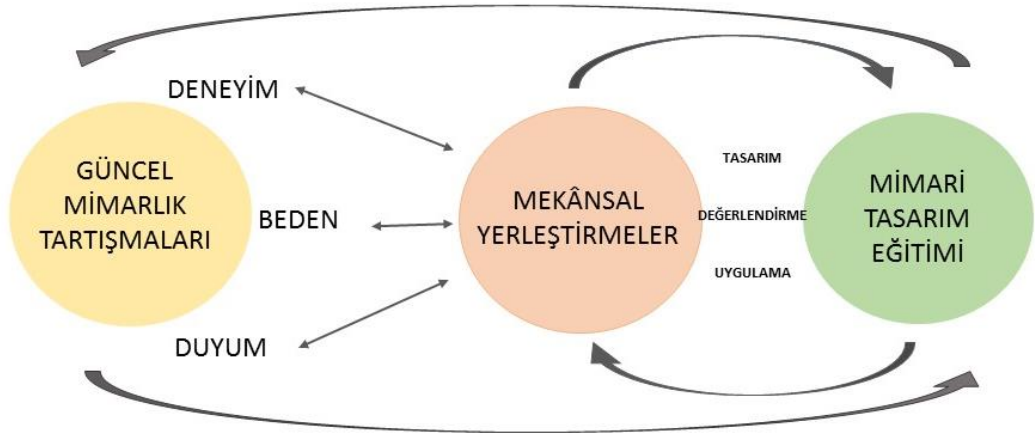 DENEYİM
GÜNCEL
MİMARLIK
TARTIŞMALARI
BEDEN
DUYUM
MEKÂNSAL
YERLEŞTİRMELER
TASARIM
DEĞERLENDİRME
UYGULAMA
MİMARİ
TASARIM
EĞİTİMİ